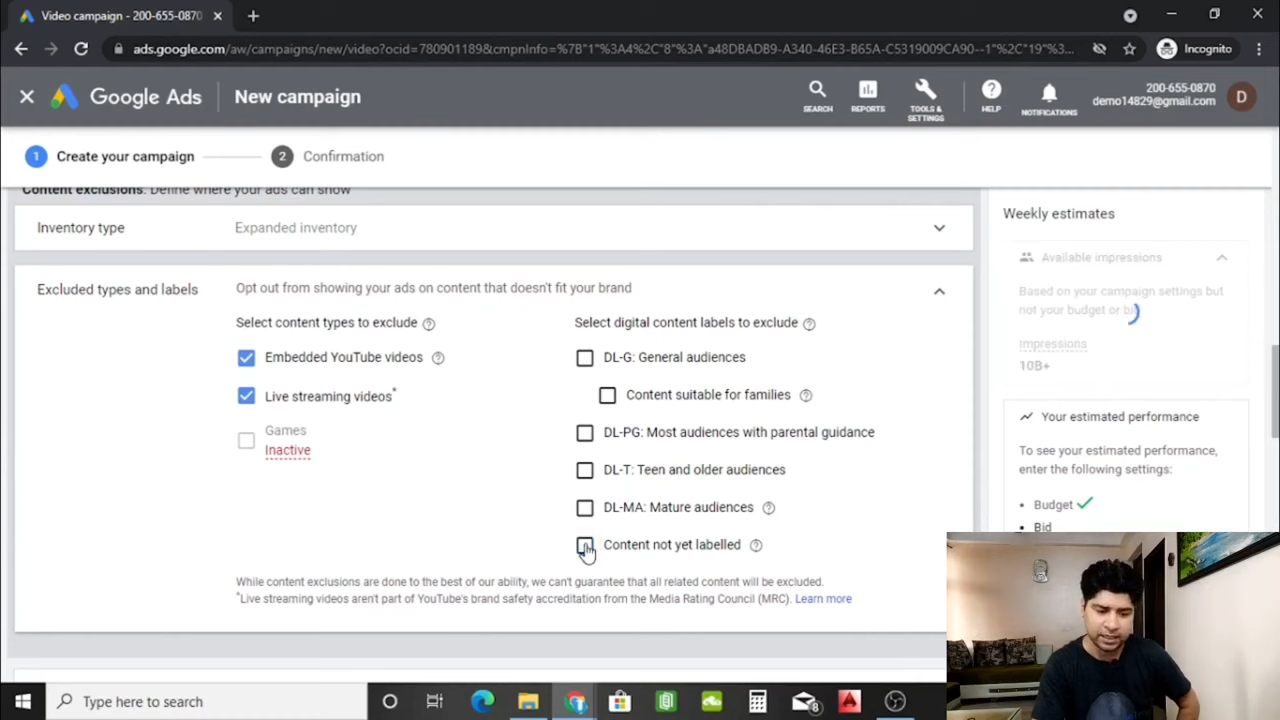 Video campaign - 200-655-0870
ads.google.com/aw/campaigns/new/video?ocid=780901189&cmpnInfo=%7B"1"%3A4%2C"8"%3A"a48DBADB9-A340-46E3-B65A-C5319009CA90--1"%2C"19"%3...
Incognito
Google Ads
New campaign
SEARCH
REPORTS
TOOLS & SETTINGS
HELP
NOTIFICATIONS
200-655-0870
demo14829@gmail.com
D
1 Create your campaign
2 Confirmation
Content exclusions: Define where your ads can show
Inventory type
Expanded inventory
Excluded types and labels
Opt out from showing your ads on content that doesn't fit your brand
Select content types to exclude
Embedded YouTube videos
Live streaming videos*
Games
Inactive
Select digital content labels to exclude
DL-G: General audiences
Content suitable for families
DL-PG: Most audiences with parental guidance
DL-T: Teen and older audiences
DL-MA: Mature audiences
Content not yet labelled
While content exclusions are done to the best of our ability, we can't guarantee that all related content will be excluded.
*Live streaming videos aren't part of YouTube's brand safety accreditation from the Media Rating Council (MRC). Learn more
Weekly estimates
Available impressions
Based on your campaign settings but
not your budget or
Impressions
10B+
Your estimated performance
To see your estimated performance,
enter the following settings:
• Budget
• Bid
Type here to search
8